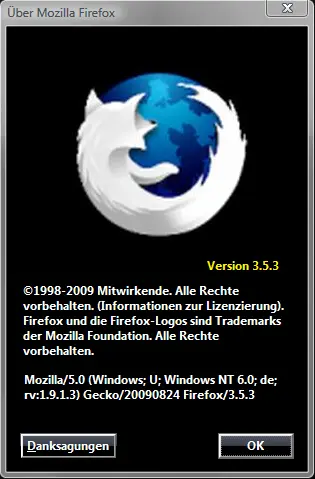 Über Mozilla Firefox
Version 3.5.3
©1998-2009 Mitwirkende. Alle Rechte
vorbehalten. (Informationen zur Lizenzierung).
Firefox und die Firefox-Logos sind Trademarks
der Mozilla Foundation. Alle Rechte
vorbehalten.
Mozilla/5.0 (Windows; U; Windows NT 6.0; de;
rv:1.9.1.3) Gecko/20090824 Firefox/3.5.3
Danksagungen
OK